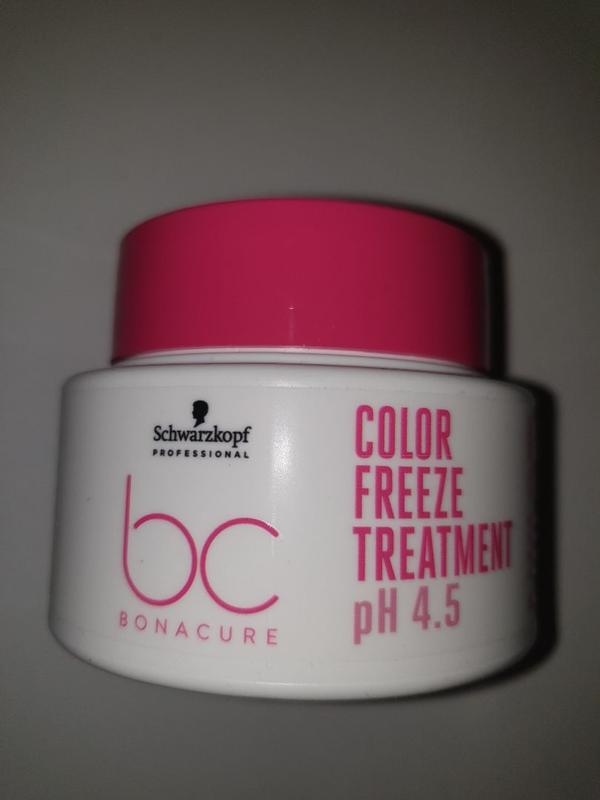 Schwarzkopf
PROFESSIONAL
bc
BONACURE
COLOR
FREEZE
TREATMENT
pH 4.5